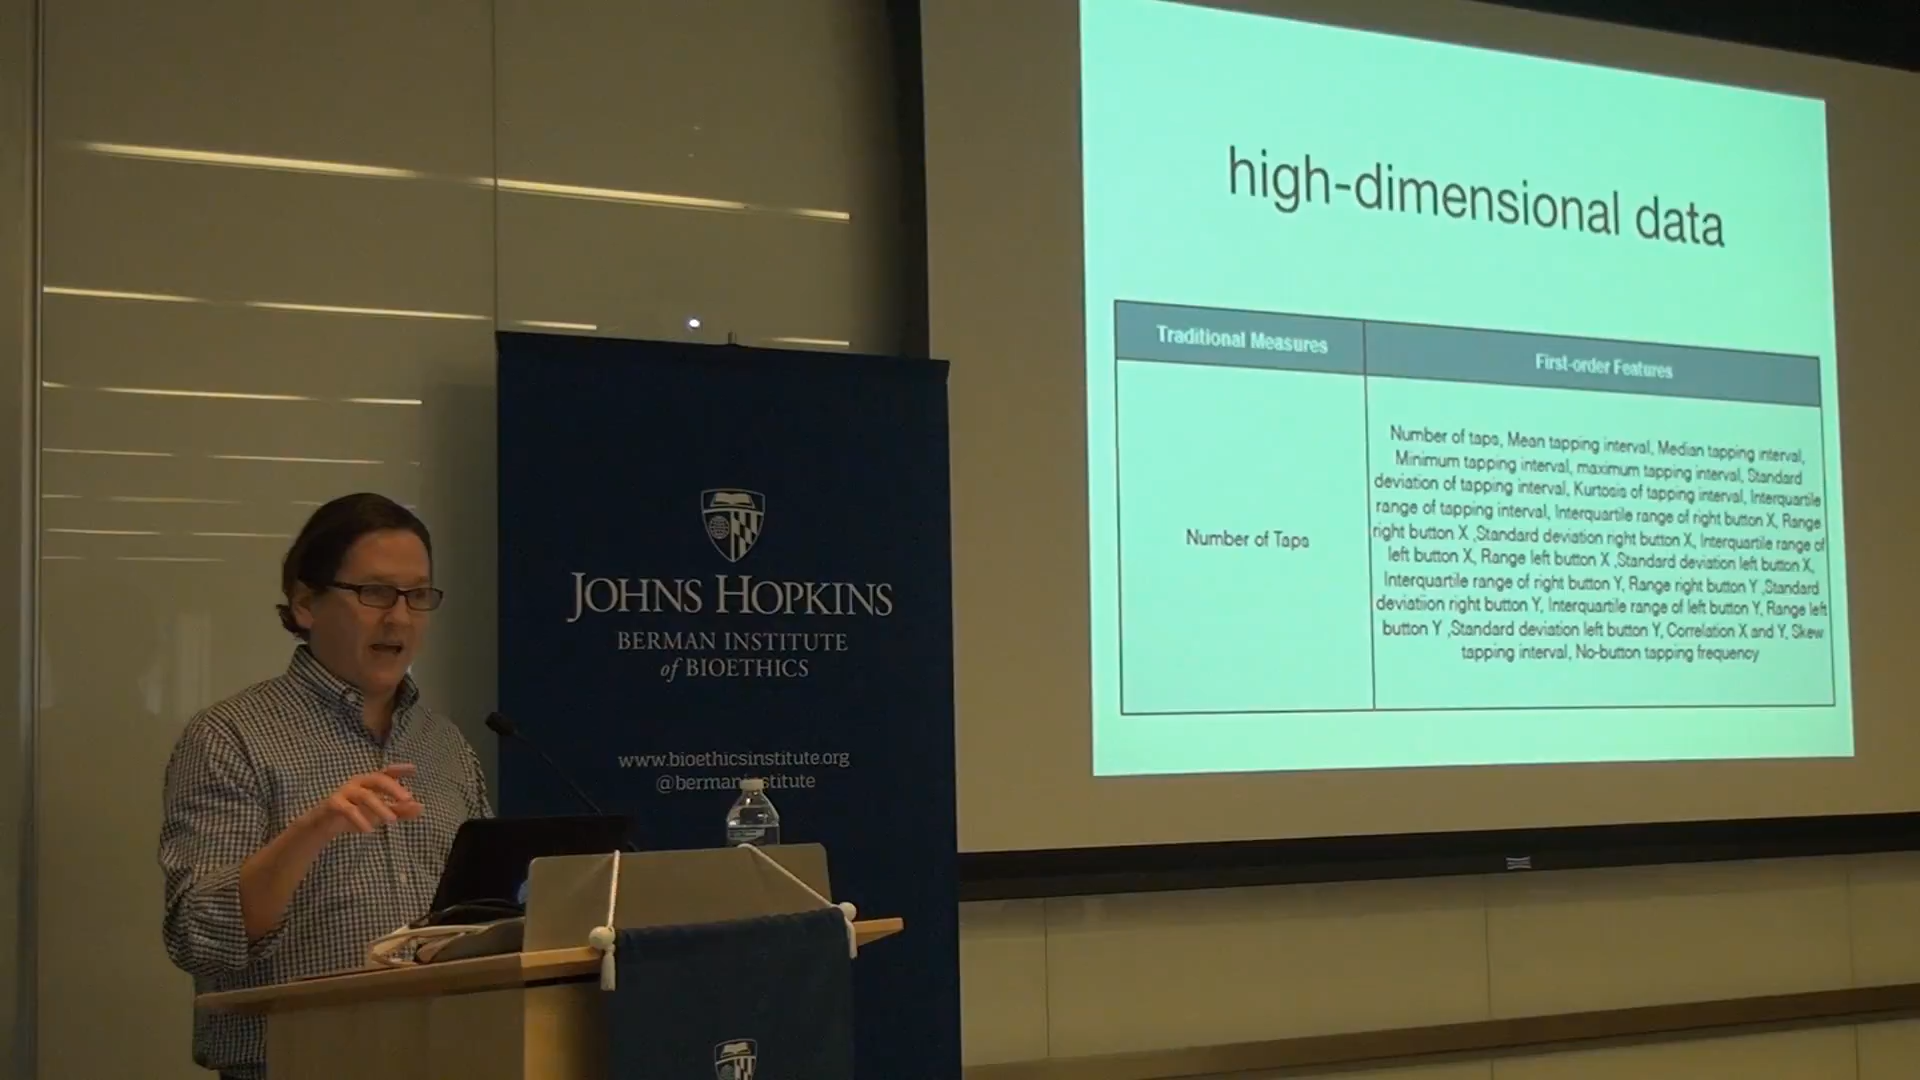 JOHNS HOPKINS
BERMAN INSTITUTE
of BIOETHICS
www.bioethicsinstitute.org
high-dimensional data
Traditional Measures
First-order Features
Number of Taps
Number of taps, Mean tapping interval, Median tapping interval,
Minimum tapping interval, maximum tapping interval, Standard
deviation of tapping interval, Kurtosis of tapping interval, Interquartile
range of tapping interval, Interquartile range of right button X, Range
right button X ,Standard deviation right button X, Interquartile range of
left button X, Range left button X ,Standard deviation left button X,
Interquartile range of right button Y, Range right button Y ,Standard
deviatiion right button Y, Interquartile range of left button Y, Range left
button Y ,Standard deviation left button Y, Correlation X and Y, Skew
tapping interval, No-button tapping frequency